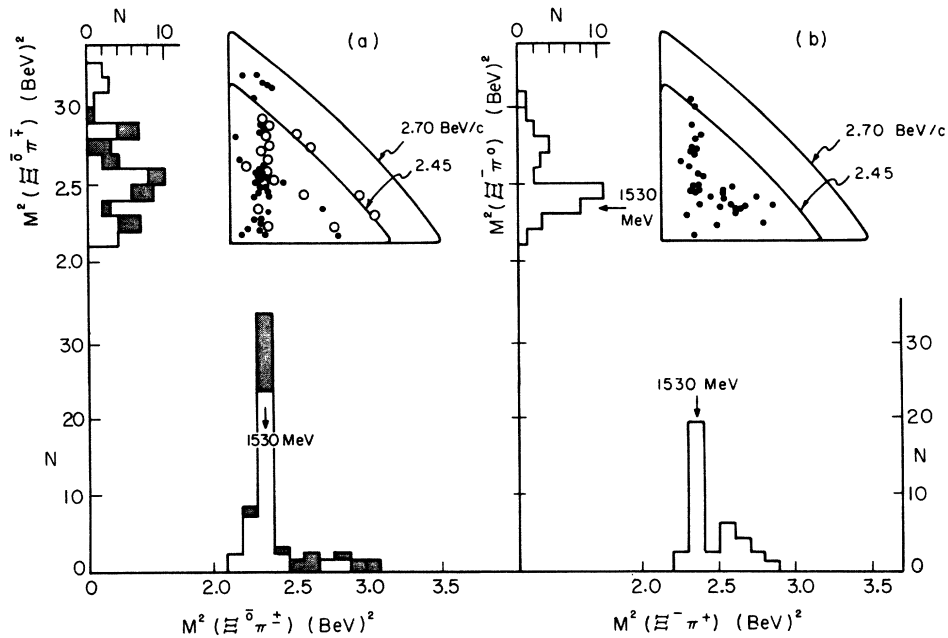 N
0 10
(a)
M² (Ξ⁰̄ π∓) (BeV)²
3.0
2.5
2.0
2.70 BeV/c
2.45
30
20
10
0
N
1530 MeV
0 2.0 2.5 3.0 3.5
M² (Ξ⁰̄ π±) (BeV)²
N
0 10
(b)
M² (Ξ⁻ π⁰) (BeV)²
1530
MeV
2.70 BeV/c
2.45
30
20
N
10
0
1530 MeV
2.0 2.5 3.0 3.5
M² (Ξ⁻ π⁺) (BeV)²